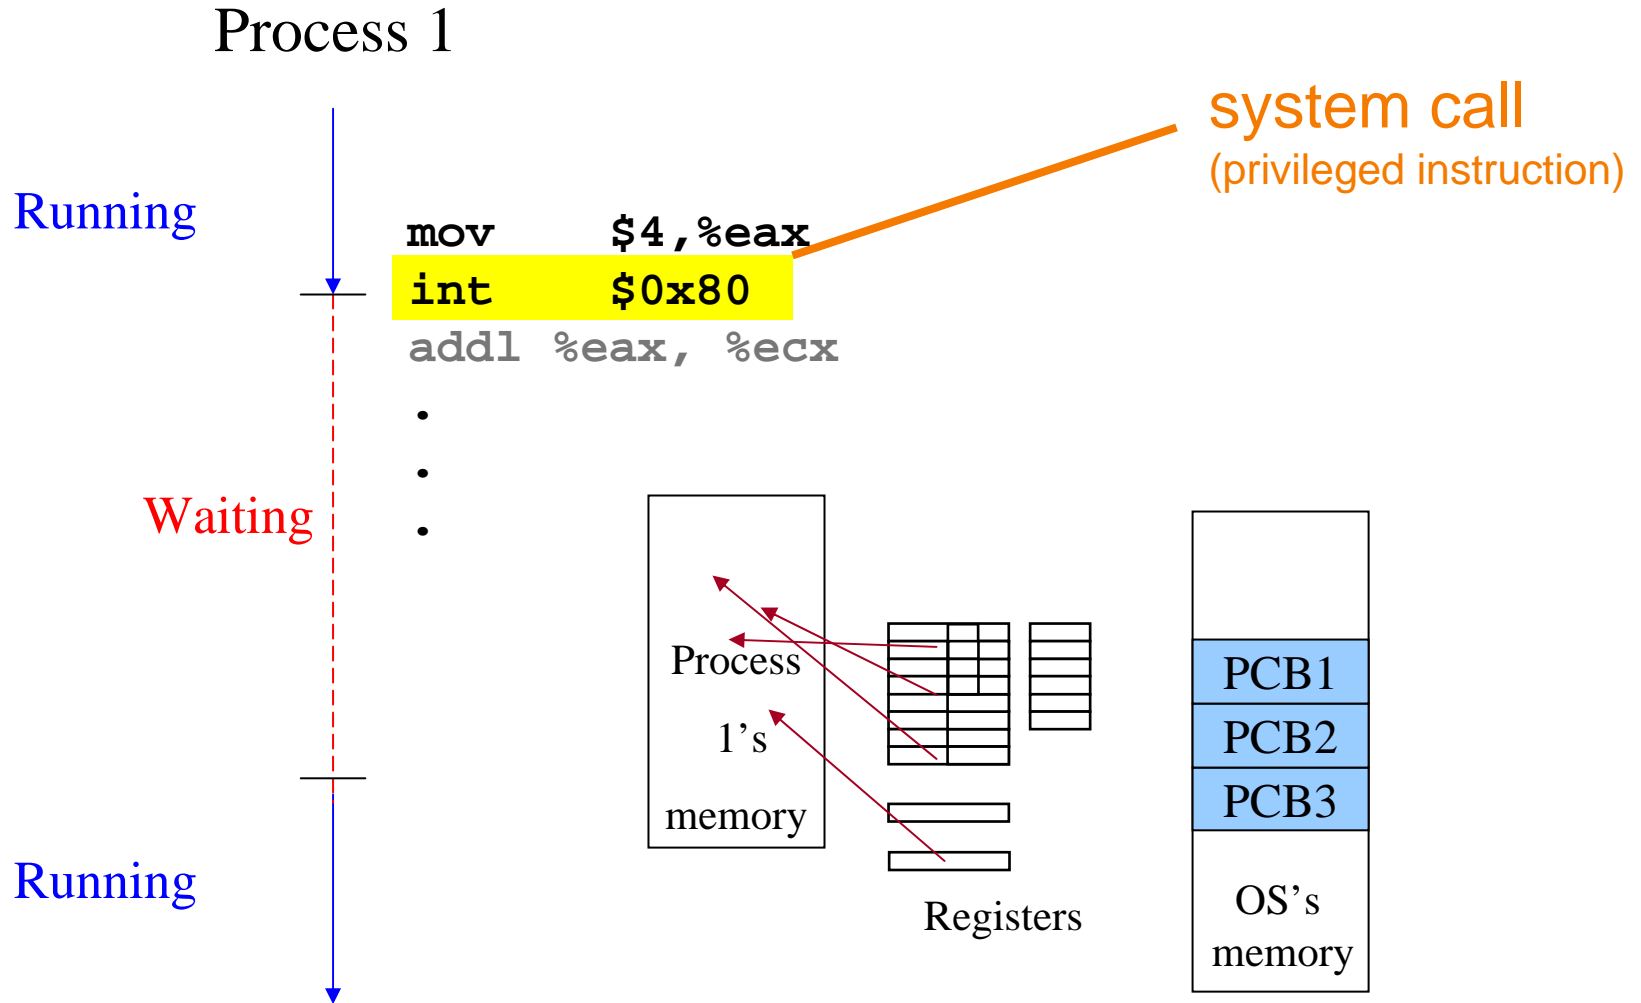 Process 1
system call
(privileged instruction)
Running
mov $4,%eax
int $0x80
addl %eax, %ecx
.
.
.
Waiting
Process
1’s
memory
PCB1
PCB2
PCB3
Running
Registers
OS’s
memory